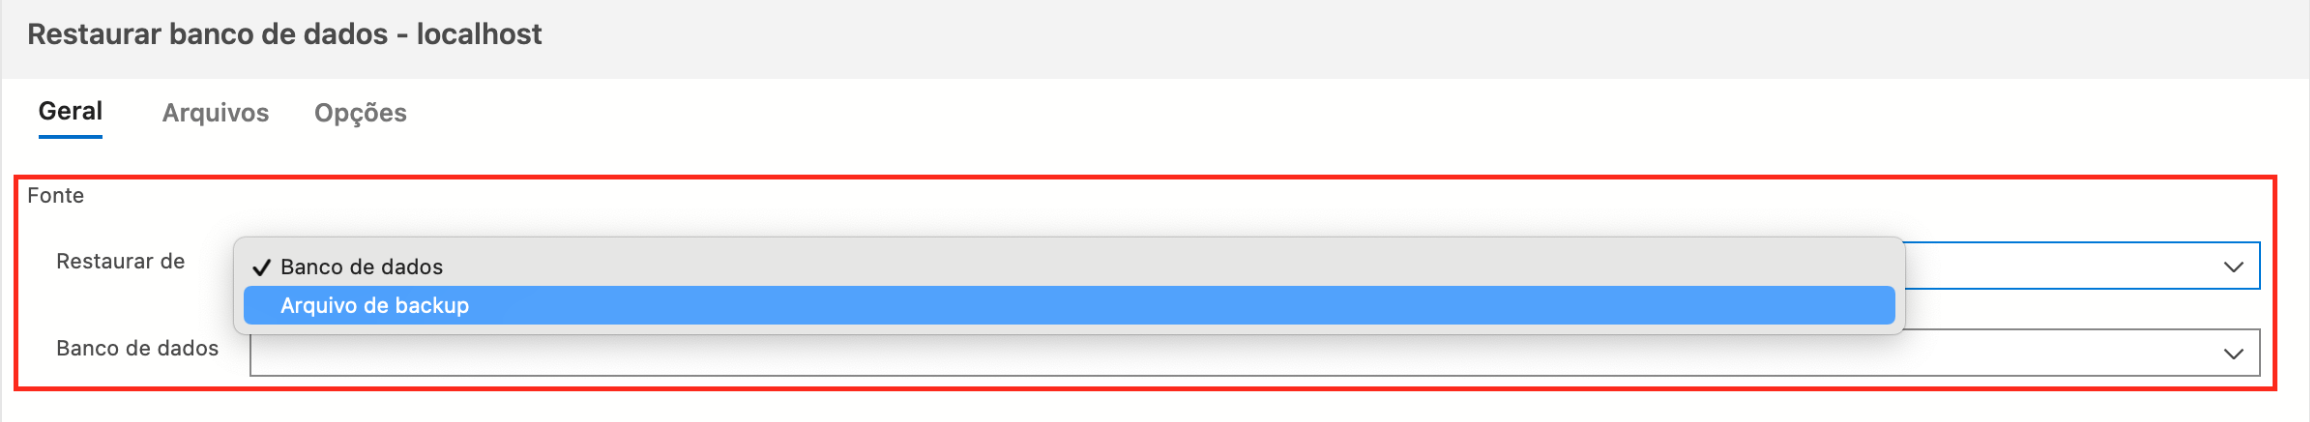 Restaurar banco de dados - localhost
Geral Arquivos Opções
Fonte
Restaurar de
Banco de dados
Arquivo de backup
Banco de dados